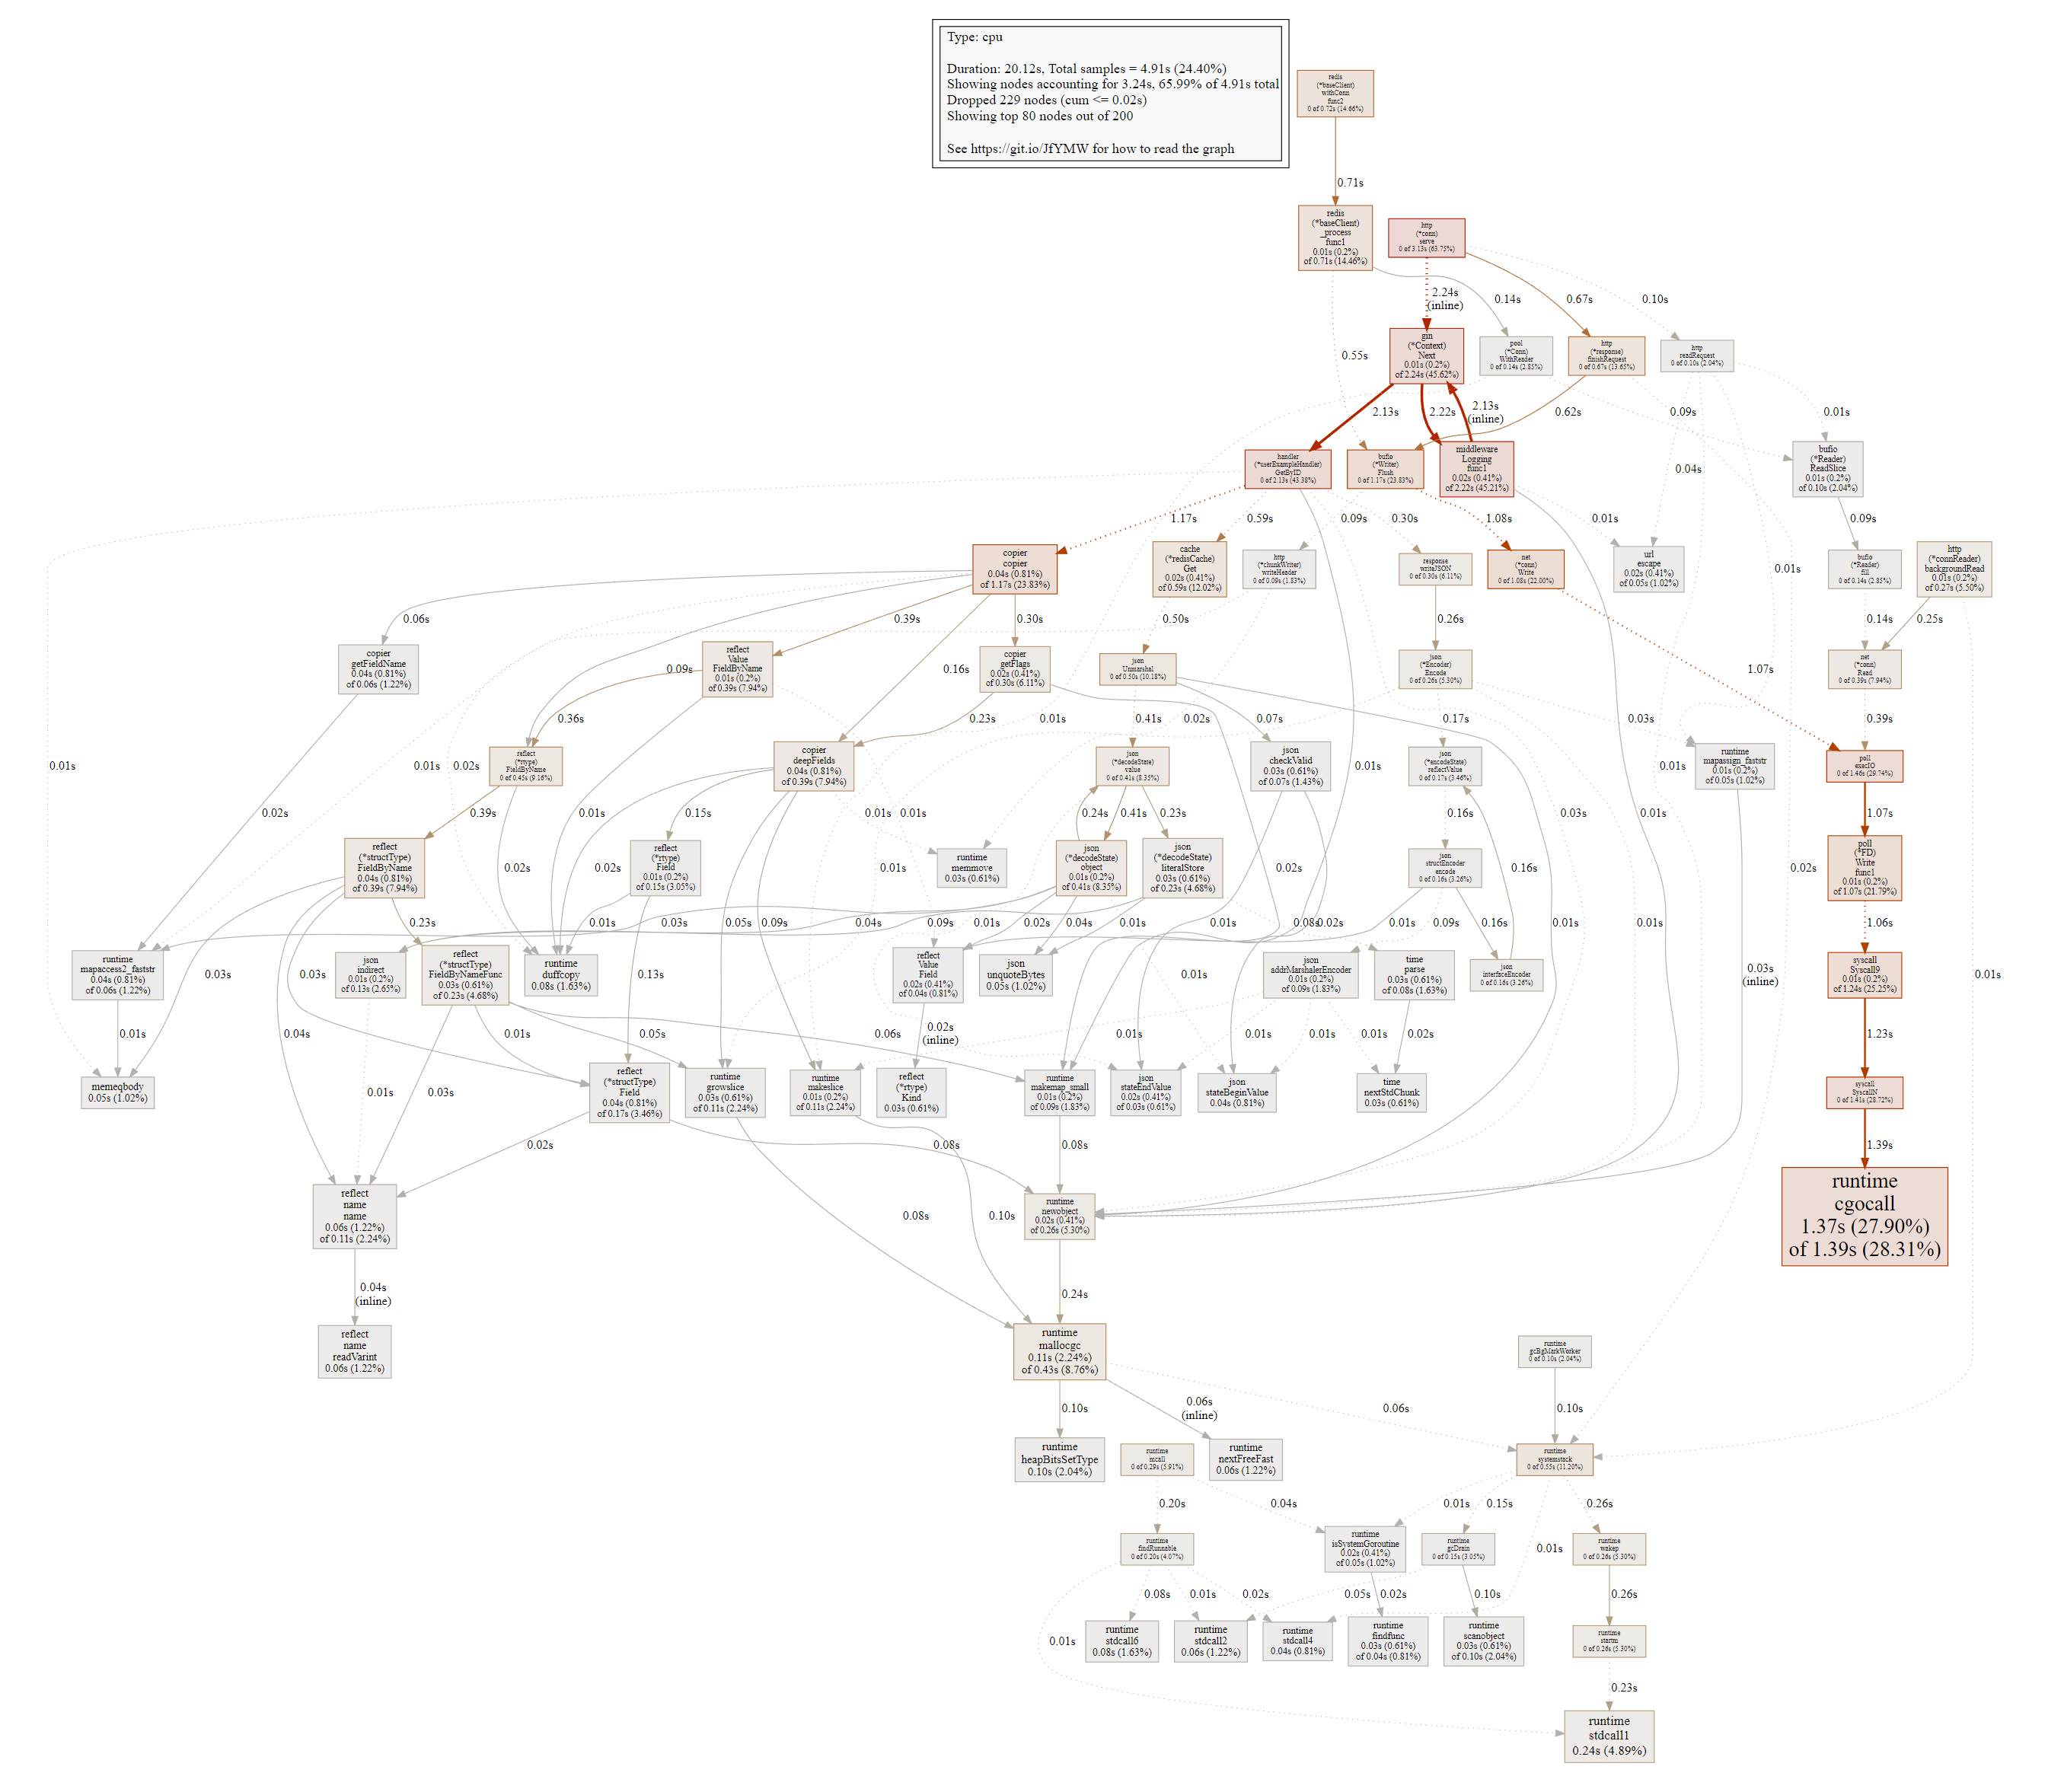 Type: cpu
Duration: 20.12s, Total samples = 4.91s (24.40%)
Showing nodes accounting for 3.24s, 65.99% of 4.91s total
Dropped 229 nodes (cum <= 0.02s)
Showing top 80 nodes out of 200
See https://git.io/JfYMW for how to read the graph
redis
(*baseClient)
withConn
func2
0 of 0.72s (14.66%)
0.71s
redis
(*baseClient)
_process
func1
0.01s (0.2%)
of 0.71s (14.46%)
http
(*conn)
serve
0 of 3.13s (63.75%)
2.24s
(inline)
0.14s
0.67s
0.10s
0.55s
gin
(*Context)
Next
0.01s (0.2%)
of 2.24s (45.62%)
pool
(*Conn)
WithReader
0 of 0.14s (2.85%)
http
(*response)
finishRequest
0 of 0.67s (13.65%)
http
readRequest
0 of 0.10s (2.04%)
2.13s
2.22s
2.13s
(inline)
0.62s
0.09s
0.01s
0.04s
handler
(*userExampleHandler)
GetByID
0 of 2.13s (43.38%)
bufio
(*Writer)
Flush
0 of 1.17s (23.83%)
middleware
Logging
func1
0.02s (0.41%)
of 2.22s (45.21%)
bufio
(*Reader)
ReadSlice
0.01s (0.2%)
of 0.10s (2.04%)
1.17s
0.59s
0.09s
0.30s
1.08s
0.01s
0.09s
0.01s
copier
copier
0.04s (0.81%)
of 1.17s (23.83%)
cache
(*redisCache)
Get
0.02s (0.41%)
of 0.59s (12.02%)
http
(*chunkWriter)
writeHeader
0 of 0.09s (1.83%)
response
writeJSON
0 of 0.30s (6.11%)
net
(*conn)
Write
0 of 1.08s (22.00%)
url
escape
0.02s (0.41%)
of 0.05s (1.02%)
bufio
(*Reader)
fill
0 of 0.14s (2.85%)
http
(*connReader)
backgroundRead
0.01s (0.2%)
of 0.27s (5.50%)
0.06s
0.39s
0.30s
0.50s
0.26s
0.14s
0.25s
copier
getFieldName
0.04s (0.81%)
of 0.06s (1.22%)
0.09s
reflect
Value
FieldByName
0.01s (0.2%)
of 0.39s (7.94%)
0.16s
copier
getFlags
0.02s (0.41%)
of 0.30s (6.11%)
json
Unmarshal
0 of 0.50s (10.18%)
json
(*Encoder)
Encode
0 of 0.26s (5.30%)
1.07s
net
(*conn)
Read
0 of 0.39s (7.94%)
0.36s
0.23s
0.01s
0.41s
0.02s
0.07s
0.17s
0.03s
0.39s
0.01s
0.01s
0.02s
reflect
(*rtype)
FieldByName
0 of 0.45s (9.16%)
copier
deepFields
0.04s (0.81%)
of 0.39s (7.94%)
json
(*decodeState)
value
0 of 0.41s (8.35%)
json
checkValid
0.03s (0.61%)
of 0.07s (1.43%)
0.01s
json
(*encodeState)
reflectValue
0 of 0.17s (3.46%)
0.01s
runtime
mapassign_faststr
0.01s (0.2%)
of 0.05s (1.02%)
poll
execIO
0 of 1.46s (29.74%)
0.02s
0.39s
0.01s
0.15s
0.01s
0.01s
0.24s
0.41s
0.23s
0.16s
0.03s
0.01s
1.07s
reflect
(*structType)
FieldByName
0.04s (0.81%)
of 0.39s (7.94%)
0.02s
0.02s
reflect
(*rtype)
Field
0.01s (0.2%)
of 0.15s (3.05%)
0.01s
runtime
memmove
0.03s (0.61%)
json
(*decodeState)
object
0.01s (0.2%)
of 0.41s (8.35%)
json
(*decodeState)
literalStore
0.03s (0.61%)
of 0.23s (4.68%)
0.02s
json
structEncoder
encode
0 of 0.16s (3.26%)
0.16s
0.02s
poll
(*FD)
Write
func1
0.01s (0.2%)
of 1.07s (21.79%)
0.23s
0.01s
0.03s
0.05s
0.09s
0.04s
0.09s
0.01s
0.02s
0.04s
0.01s
0.01s
0.08s
0.02s
0.01s
0.09s
0.16s
0.01s
0.01s
1.06s
runtime
mapaccess2_faststr
0.04s (0.81%)
of 0.06s (1.22%)
0.03s
0.03s
json
indirect
0.01s (0.2%)
of 0.13s (2.65%)
reflect
(*structType)
FieldByNameFunc
0.03s (0.61%)
of 0.23s (4.68%)
runtime
duffcopy
0.08s (1.63%)
0.13s
reflect
Value
Field
0.02s (0.41%)
of 0.04s (0.81%)
json
unquoteBytes
0.05s (1.02%)
0.01s
json
addrMarshalerEncoder
0.01s (0.2%)
of 0.09s (1.83%)
time
parse
0.03s (0.61%)
of 0.08s (1.63%)
json
interfaceEncoder
0 of 0.16s (3.26%)
0.03s
(inline)
syscall
Syscall9
0.01s (0.2%)
of 1.24s (25.25%)
0.01s
0.01s
0.04s
0.01s
0.05s
0.06s
0.02s
(inline)
0.01s
0.01s
0.01s
0.01s
0.02s
1.23s
memeqbody
0.05s (1.02%)
0.01s
0.03s
reflect
(*structType)
Field
0.04s (0.81%)
of 0.17s (3.46%)
runtime
growslice
0.03s (0.61%)
of 0.11s (2.24%)
runtime
makeslice
0.01s (0.2%)
of 0.11s (2.24%)
reflect
(*rtype)
Kind
0.03s (0.61%)
runtime
makemap_small
0.01s (0.2%)
of 0.09s (1.83%)
json
stateEndValue
0.02s (0.41%)
of 0.03s (0.61%)
json
stateBeginValue
0.04s (0.81%)
time
nextStdChunk
0.03s (0.61%)
syscall
SyscallN
0 of 1.41s (28.72%)
0.02s
0.08s
0.08s
1.39s
reflect
name
name
0.06s (1.22%)
of 0.11s (2.24%)
0.08s
0.10s
runtime
newobject
0.02s (0.41%)
of 0.26s (5.30%)
runtime
cgocall
1.37s (27.90%)
of 1.39s (28.31%)
0.04s
(inline)
0.24s
reflect
name
readVarint
0.06s (1.22%)
runtime
mallocgc
0.11s (2.24%)
of 0.43s (8.76%)
runtime
gcBgMarkWorker
0 of 0.10s (2.04%)
0.10s
0.06s
(inline)
0.06s
0.10s
runtime
heapBitsSetType
0.10s (2.04%)
runtime
mcall
0 of 0.29s (5.91%)
runtime
nextFreeFast
0.06s (1.22%)
runtime
systemstack
0 of 0.55s (11.20%)
0.20s
0.04s
0.01s
0.15s
0.26s
runtime
findRunnable
0 of 0.20s (4.07%)
runtime
isSystemGoroutine
0.02s (0.41%)
of 0.05s (1.02%)
runtime
gcDrain
0 of 0.15s (3.05%)
0.01s
runtime
wakep
0 of 0.26s (5.30%)
0.08s
0.01s
0.02s
0.05s
0.02s
0.10s
0.26s
0.01s
runtime
stdcall6
0.08s (1.63%)
runtime
stdcall2
0.06s (1.22%)
runtime
stdcall4
0.04s (0.81%)
runtime
findfunc
0.03s (0.61%)
of 0.04s (0.81%)
runtime
scanobject
0.03s (0.61%)
of 0.10s (2.04%)
runtime
startm
0 of 0.26s (5.30%)
0.23s
runtime
stdcall1
0.24s (4.89%)